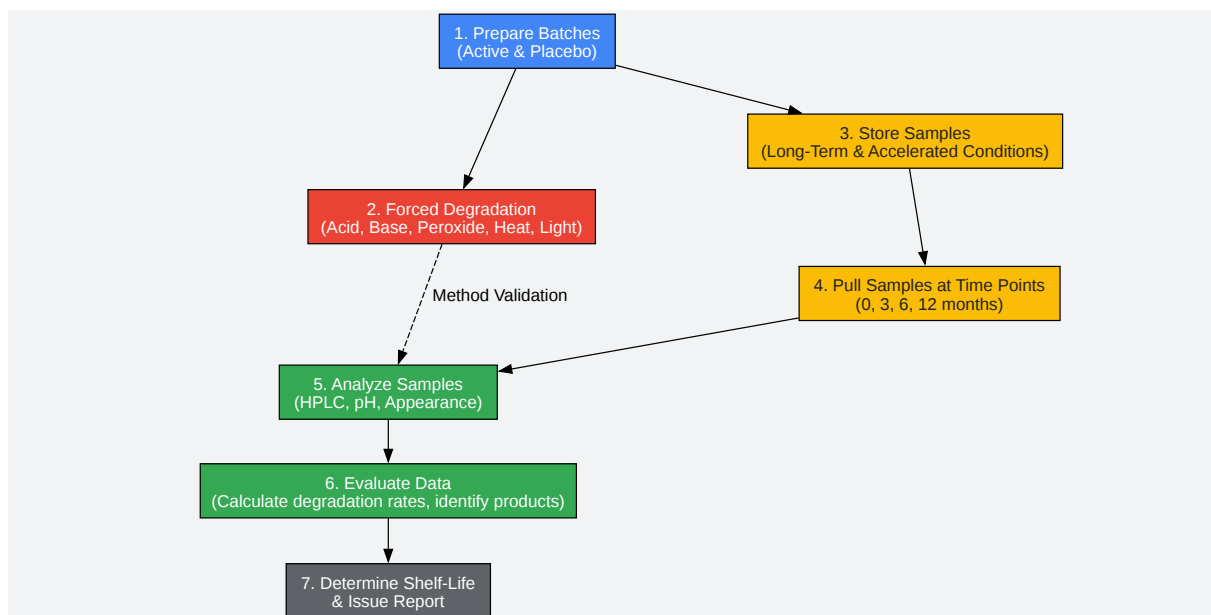 1. Prepare Batches
(Active & Placebo)
3. Store Samples
(Long-Term & Accelerated Conditions)
2. Forced Degradation
(Acid, Base, Peroxide, Heat, Light)
4. Pull Samples at Time Points
(0, 3, 6, 12 months)
Method Validation
5. Analyze Samples
(HPLC, pH, Appearance)
6. Evaluate Data
(Calculate degradation rates, identify products)
7. Determine Shelf-Life
& Issue Report